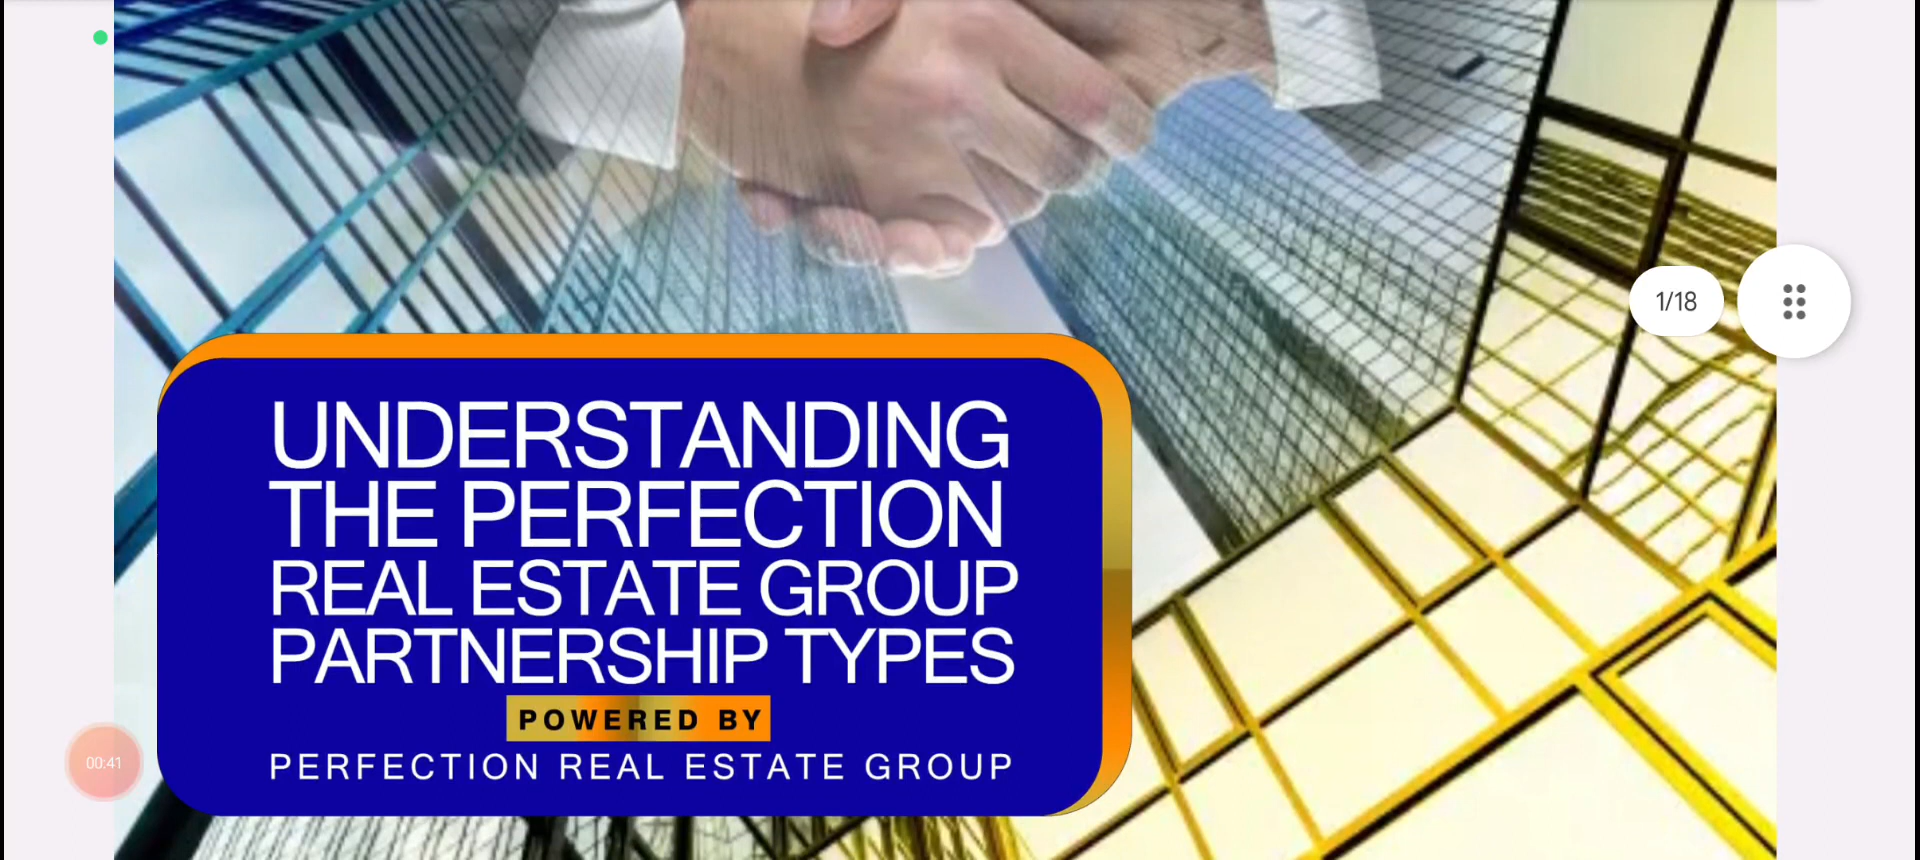 1/18
UNDERSTANDING
THE PERFECTION
REAL ESTATE GROUP
PARTNERSHIP TYPES
POWERED BY
PERFECTION REAL ESTATE GROUP
00:41